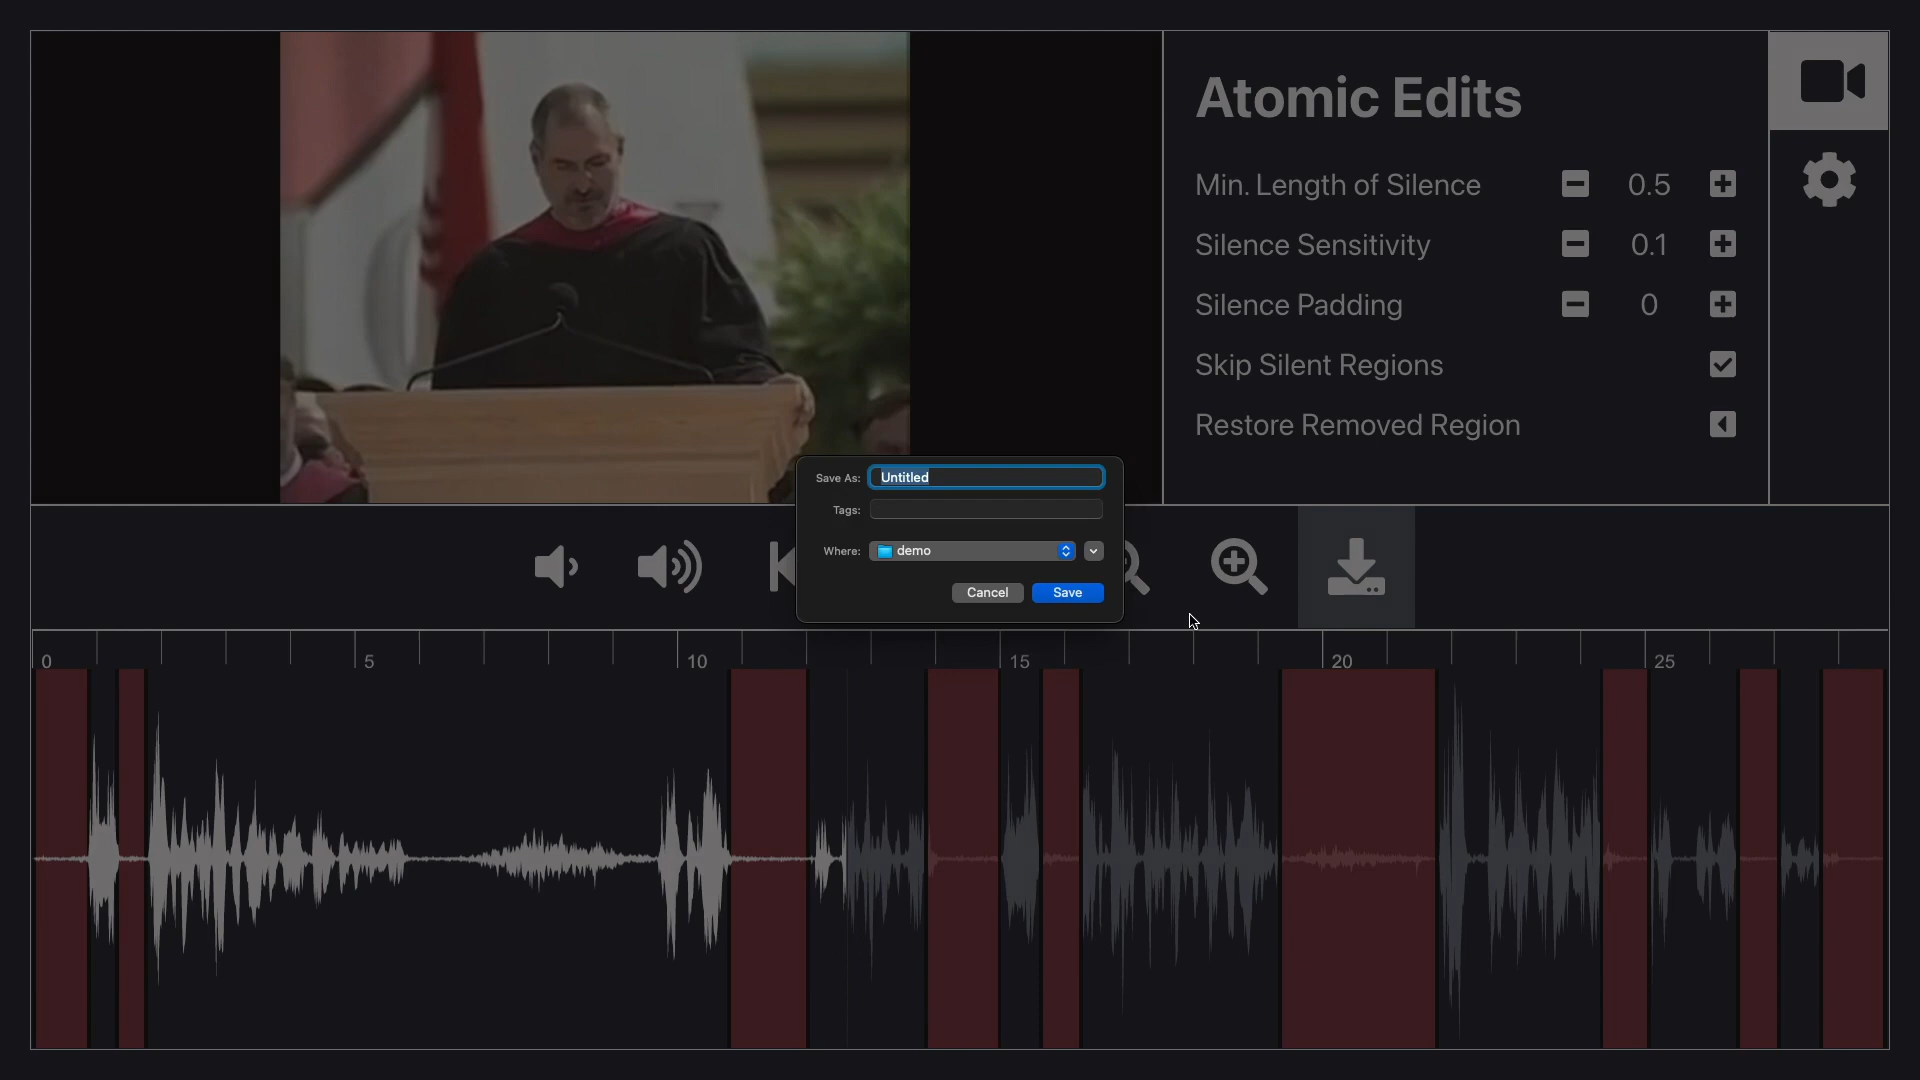 Atomic Edits
Min. Length of Silence 0.5
Silence Sensitivity 0.1
Silence Padding 0
Skip Silent Regions
Restore Removed Region
Save As: Untitled
Tags:
Where: demo
Cancel Save
0 5 10 15 20 25